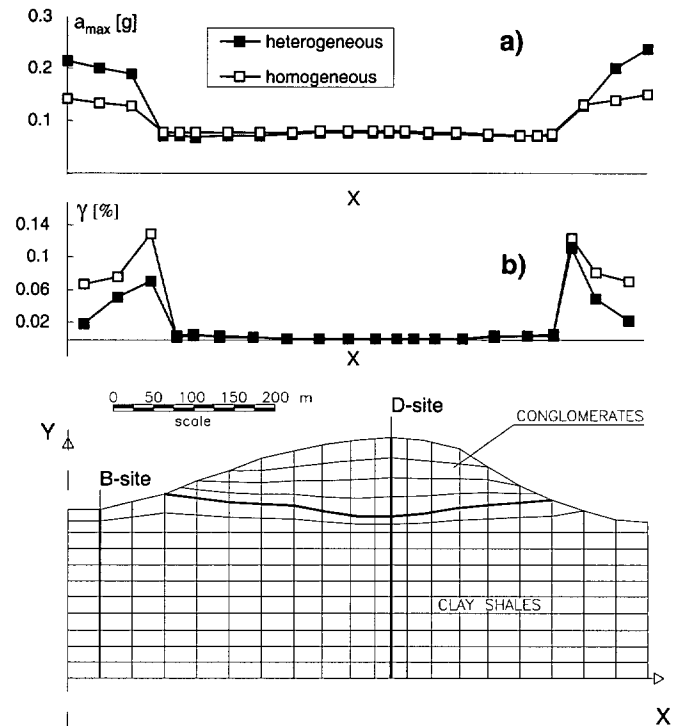 0.3
a_max [g]
a)
heterogeneous
homogeneous
0.2
0.1
X
γ [%]
0.14
b)
0.1
0.06
0.02
X
0 50 100 150 200 m
scale
D-site
CONGLOMERATES
Y
B-site
CLAY SHALES
X